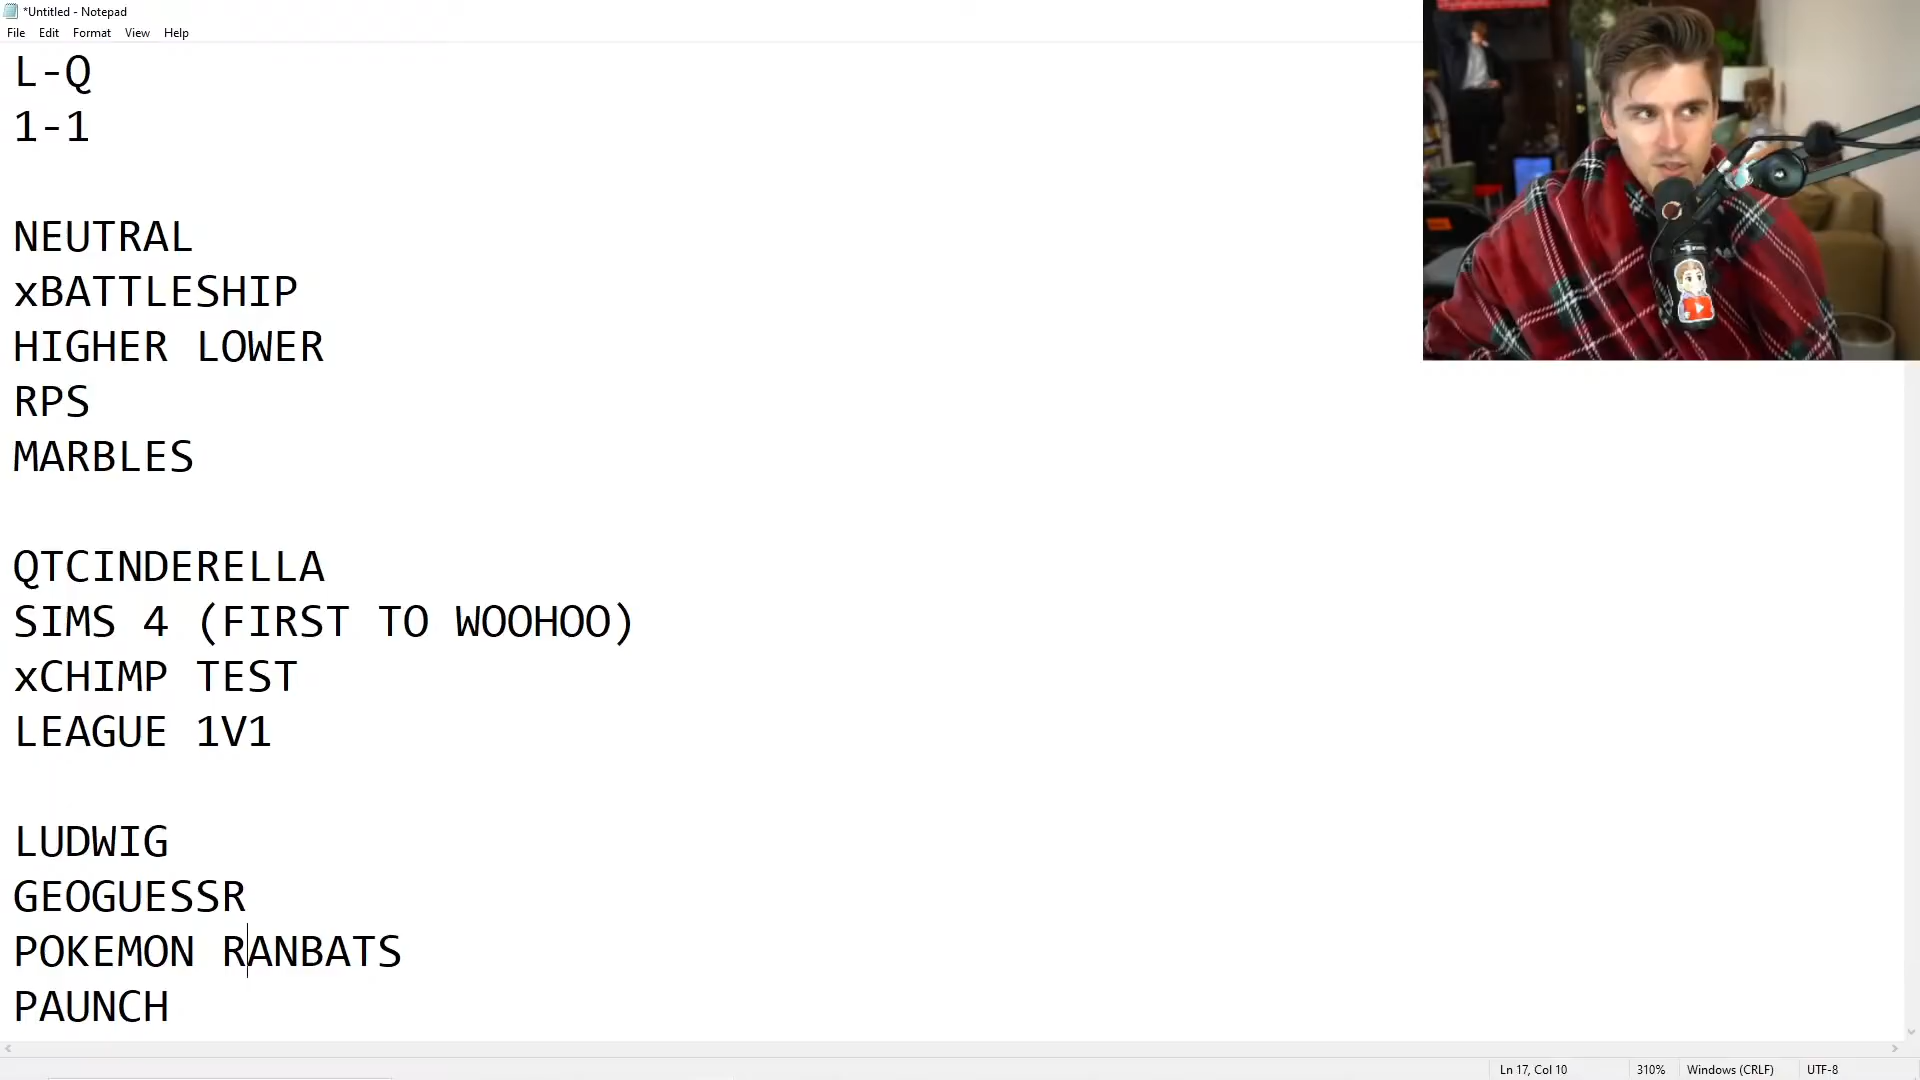 *Untitled - Notepad
File Edit Format View Help
L-Q
1-1
NEUTRAL
xBATTLESHIP
HIGHER LOWER
RPS
MARBLES
QTCINDERELLA
SIMS 4 (FIRST TO WOOHOO)
xCHIMP TEST
LEAGUE 1V1
LUDWIG
GEOGUESSR
POKEMON RANBATS
PAUNCH
Ln 17, Col 10 310% Windows (CRLF) UTF-8